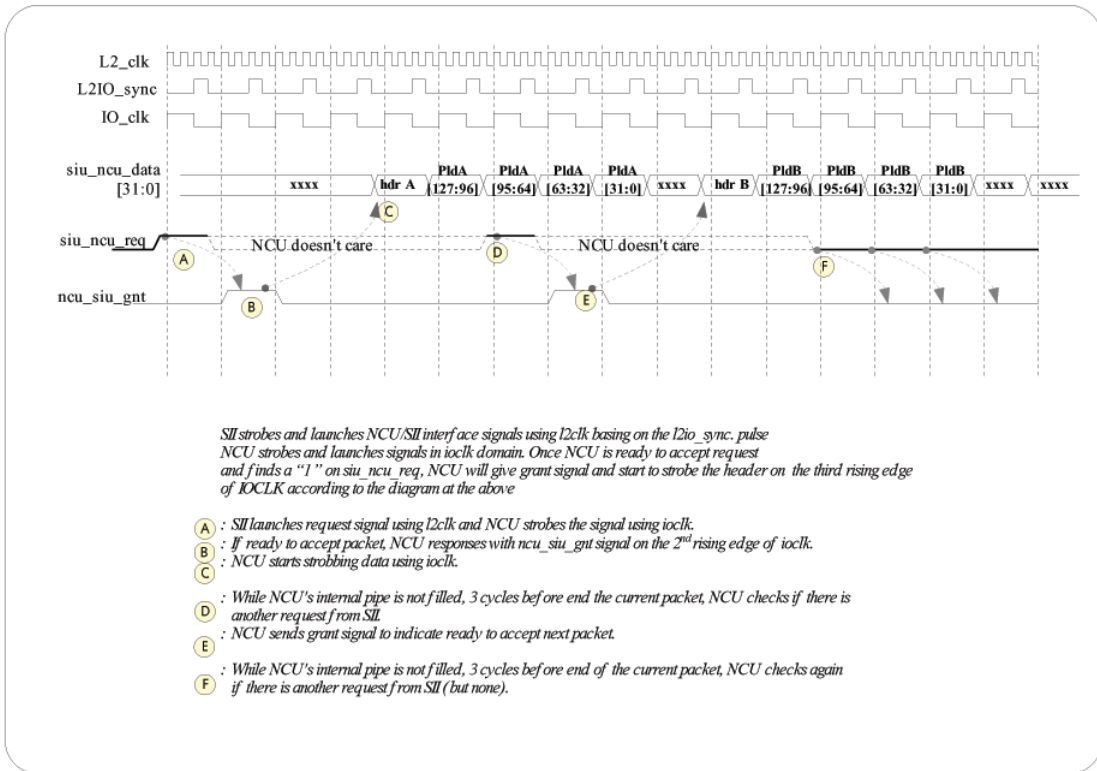 L2_clk
L2IO_sync
IO_clk
siu_ncu_data
[31:0]
xxxx
hdr A
PldA
[127:96]
PldA
[95:64]
PldA
[63:32]
PldA
[31:0]
xxxx
hdr B
PldB
[127:96]
PldB
[95:64]
PldB
[63:32]
PldB
[31:0]
xxxx
xxxx
C
siu_ncu_req
A
NCU doesn't care
D
NCU doesn't care
F
ncu_siu_gnt
B
E
SII strobes and launches NCU/SII interface signals using l2clk basing on the l2io_sync. pulse
NCU strobes and launches signals in ioclk domain. Once NCU is ready to accept request
and finds a “1” on siu_ncu_req, NCU will give grant signal and start to strobe the header on the third rising edge
of IOCLK according to the diagram at the above
A : SII launches request signal using l2clk and NCU strobes the signal using ioclk.
B : If ready to accept packet, NCU responses with ncu_siu_gnt signal on the 2nd rising edge of ioclk.
C : NCU starts strobbing data using ioclk.
D : While NCU's internal pipe is not filled, 3 cycles before end the current packet, NCU checks if there is
another request from SII.
E : NCU sends grant signal to indicate ready to accept next packet.
F : While NCU's internal pipe is not filled, 3 cycles before end of the current packet, NCU checks again
if there is another request from SII (but none).